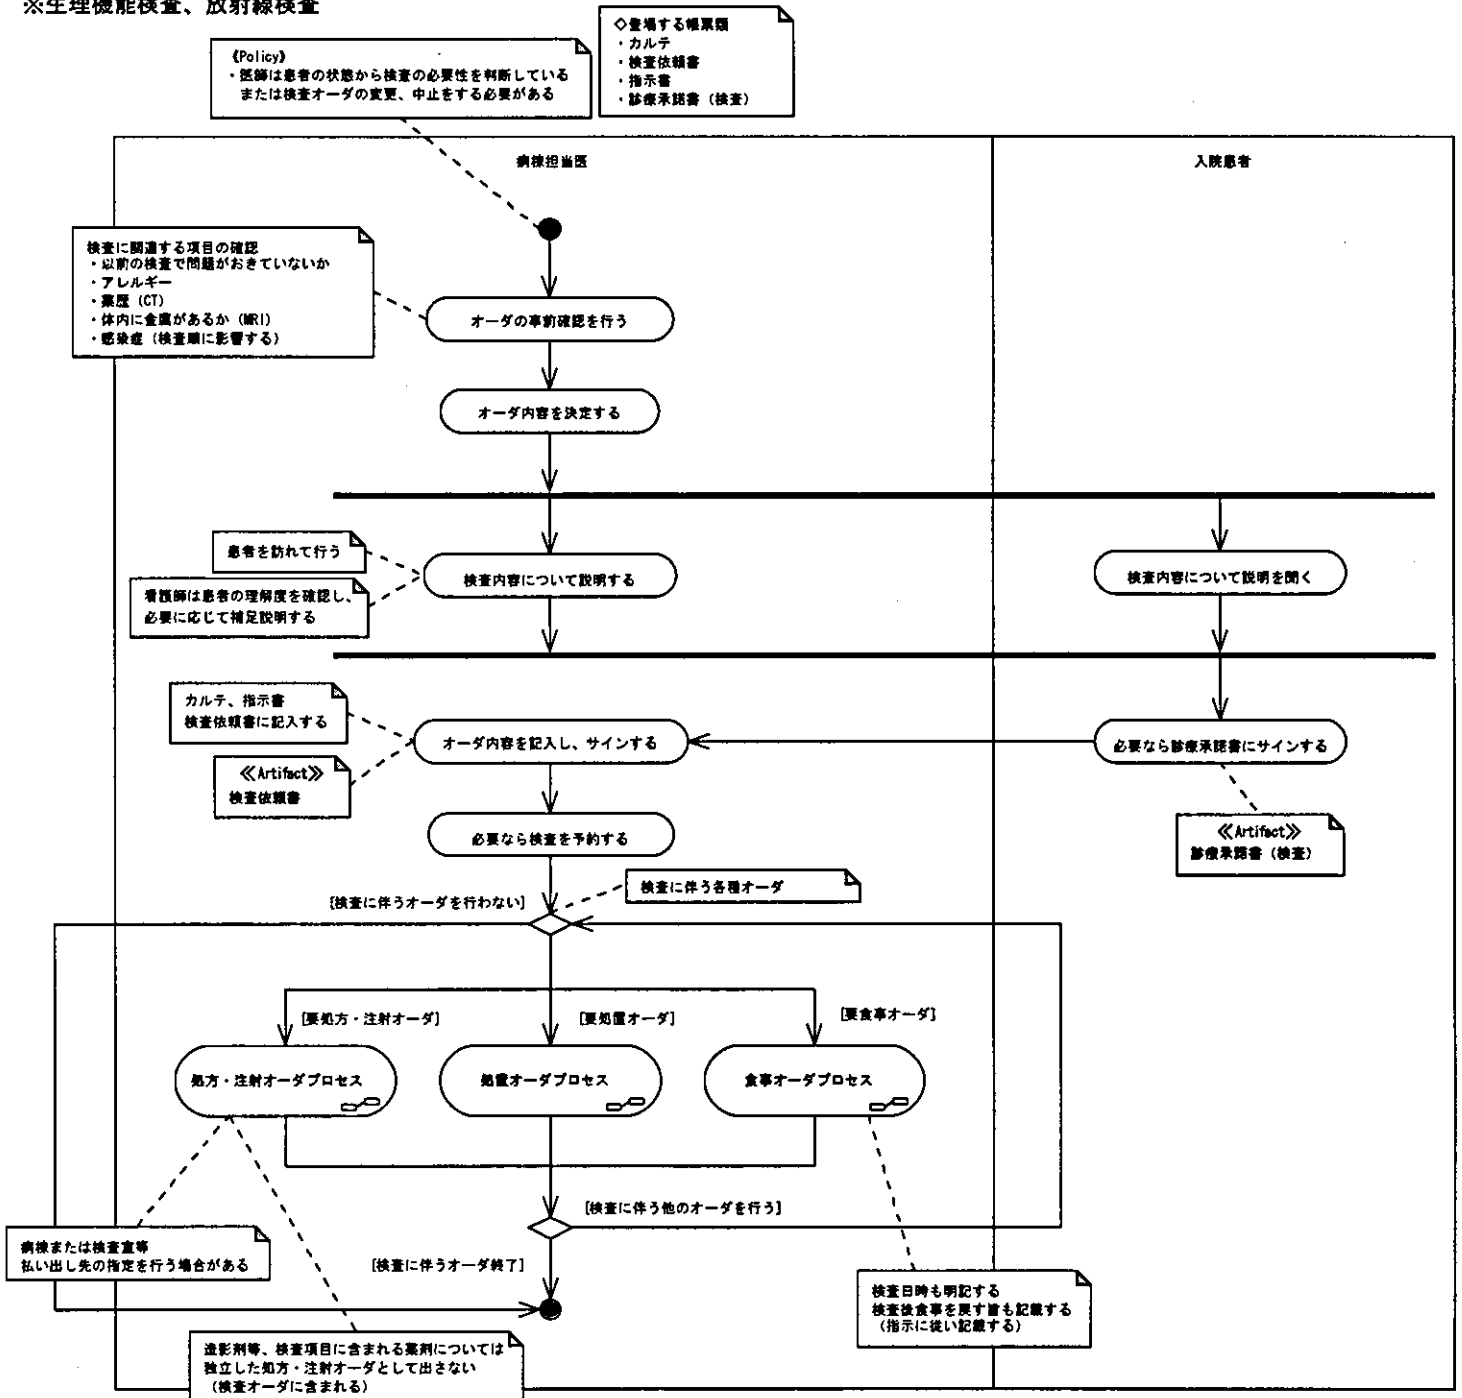 ※生理機能検査、放射線検査
◇登場する帳票類
・カルテ
・検査依頼書
・指示書
・診療承諾書（検査）
《Policy》
・医師は患者の状態から検査の必要性を判断している
または検査オーダの変更、中止をする必要がある
病棟担当医
入院患者
検査に関連する項目の確認
・以前の検査で問題がおきていないか
・アレルギー
・薬歴（CT）
・体内に金属があるか（MRI）
・感染症（検査順に影響する）
オーダの事前確認を行う
オーダ内容を決定する
患者を訪れて行う
看護師は患者の理解度を確認し、
必要に応じて補足説明する
検査内容について説明する
検査内容について説明を聞く
カルテ、指示書
検査依頼書に記入する
オーダ内容を記入し、サインする
必要なら診療承諾書にサインする
≪Artifact≫
検査依頼書
≪Artifact≫
診療承諾書（検査）
必要なら検査を予約する
検査に伴う各種オーダ
[検査に伴うオーダを行わない]
[要処方・注射オーダ]
[要処置オーダ]
[要食事オーダ]
処方・注射オーダプロセス
処置オーダプロセス
食事オーダプロセス
[検査に伴う他のオーダを行う]
病棟または検査室等
払い出し先の指定を行う場合がある
[検査に伴うオーダ終了]
検査日時も明記する
検査後食事を戻す旨も記載する
（指示に従い記載する）
造影剤等、検査項目に含まれる薬剤については
独立した処方・注射オーダとして出さない
（検査オーダに含まれる）